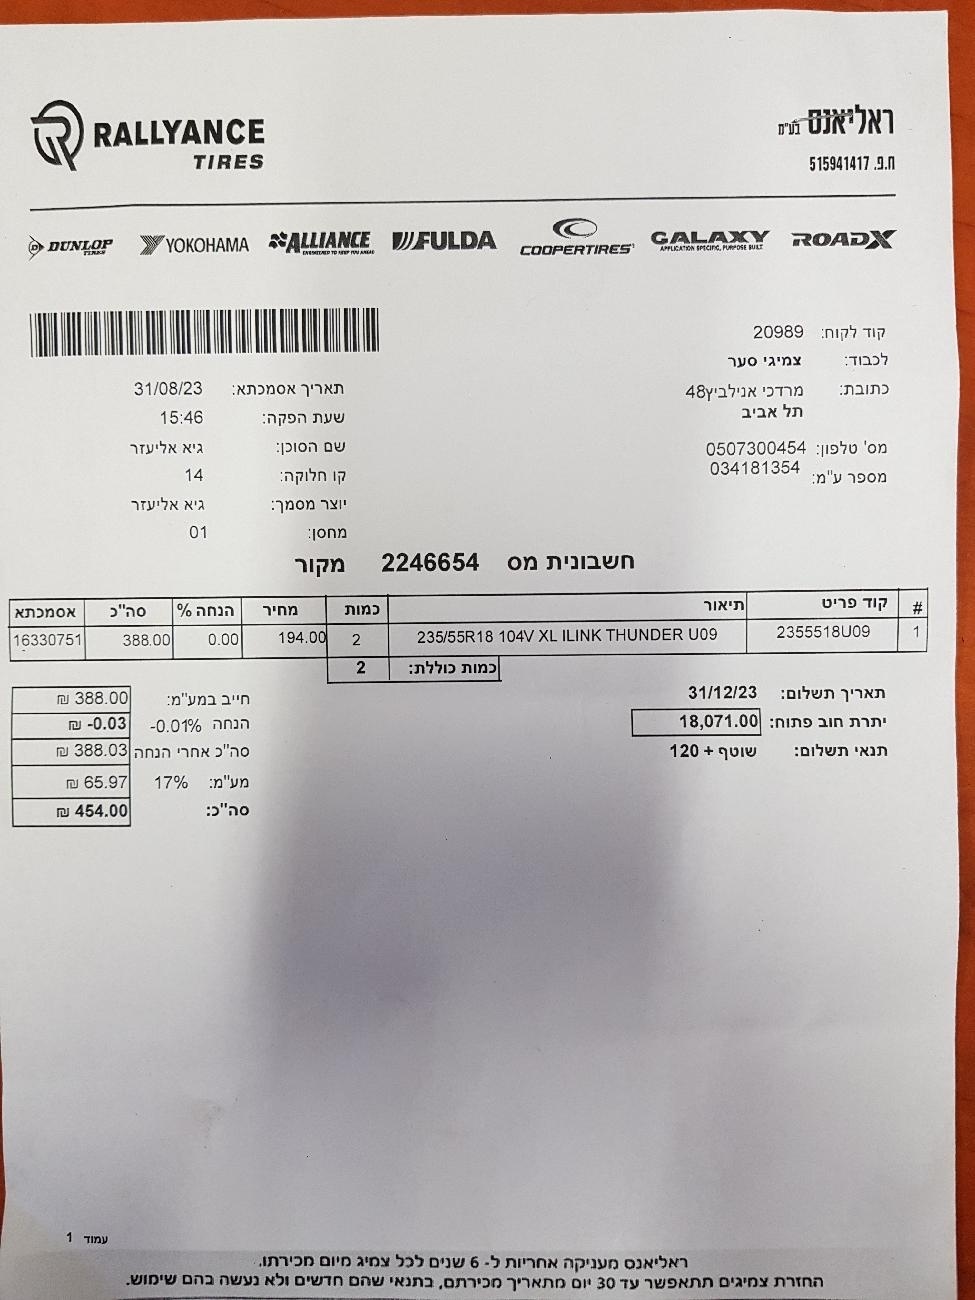 RALLYANCE
TIRES
ראליאנס בע"מ
ח.פ. 515941417
DUNLOP TIRES YOKOHAMA ALLIANCE FULDA COOPERTIRES GALAXY ROADX
APPLICATION SPECIFIC, PURPOSE BUILT
קוד לקוח: 20989
לכבוד: צמיגי סער
כתובת: מרדכי אנילביץ48
תל אביב
מס' טלפון: 0507300454
מספר ע"מ: 034181354
תאריך אסמכתא: 31/08/23
שעת הפקה: 15:46
שם הסוכן: גיא אליעזר
קו חלוקה: 14
יוצר מסמך: גיא אליעזר
מחסן: 01
חשבונית מס 2246654 מקור
# קוד פריט תיאור כמות מחיר הנחה % סה"כ אסמכתא
1 2355518U09 235/55R18 104V XL ILINK THUNDER U09 2 194.00 0.00 388.00 16330751
כמות כוללת: 2
תאריך תשלום: 31/12/23
יתרת חוב פתוח: 18,071.00
תנאי תשלום: שוטף + 120
חייב במע"מ: 388.00 ₪
הנחה -0.01% -0.03 ₪
סה"כ אחרי הנחה 388.03 ₪
מע"מ: 17% 65.97 ₪
סה"כ: 454.00 ₪
עמוד 1
ראליאנס מעניקה אחריות ל- 6 שנים לכל צמיג מיום מכירתו.
החזרת צמיגים תתאפשר עד 30 יום מתאריך מכירתם, בתנאי שהם חדשים ולא נעשה בהם שימוש.